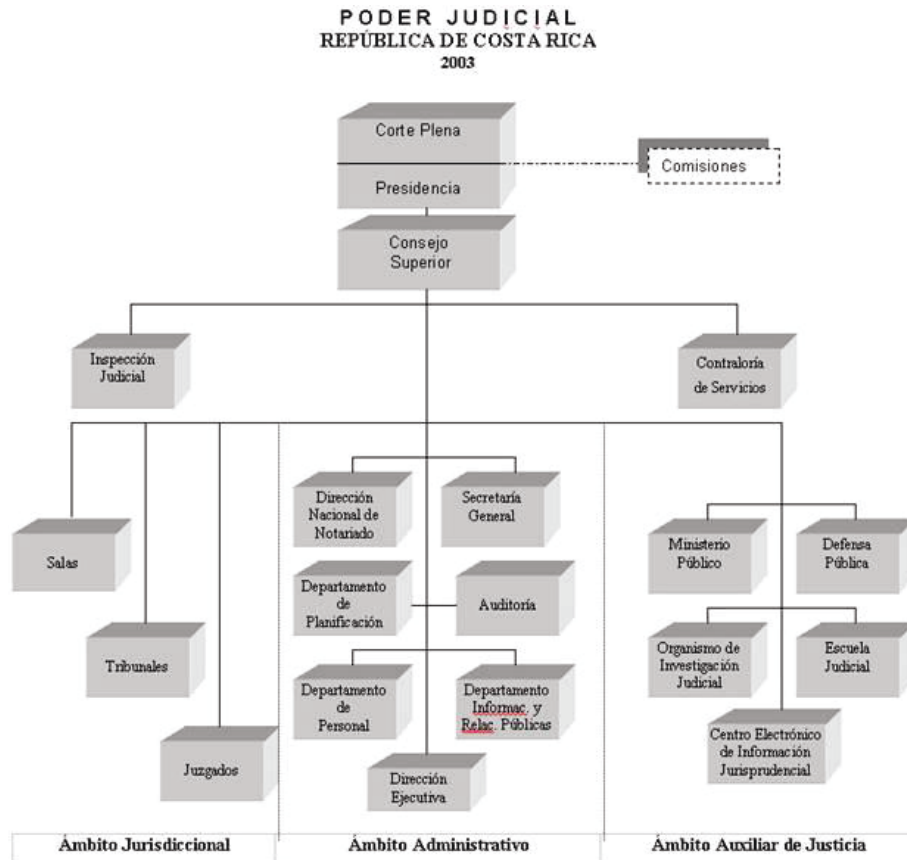 PODER JUDICIAL
REPÚBLICA DE COSTA RICA
2003
Corte Plena
Presidencia
Comisiones
Consejo
Superior
Inspección
Judicial
Contraloría
de Servicios
Salas
Tribunales
Juzgados
Dirección
Nacional de
Notariado
Secretaría
General
Departamento
de
Planificación
Auditoría
Departamento
de
Personal
Departamento
Informac. y
Relac. Públicas
Dirección
Ejecutiva
Ministerio
Público
Defensa
Pública
Organismo de
Investigación
Judicial
Escuela
Judicial
Centro Electrónico
de Información
Jurisprudencial
Ámbito Jurisdiccional
Ámbito Administrativo
Ámbito Auxiliar de Justicia